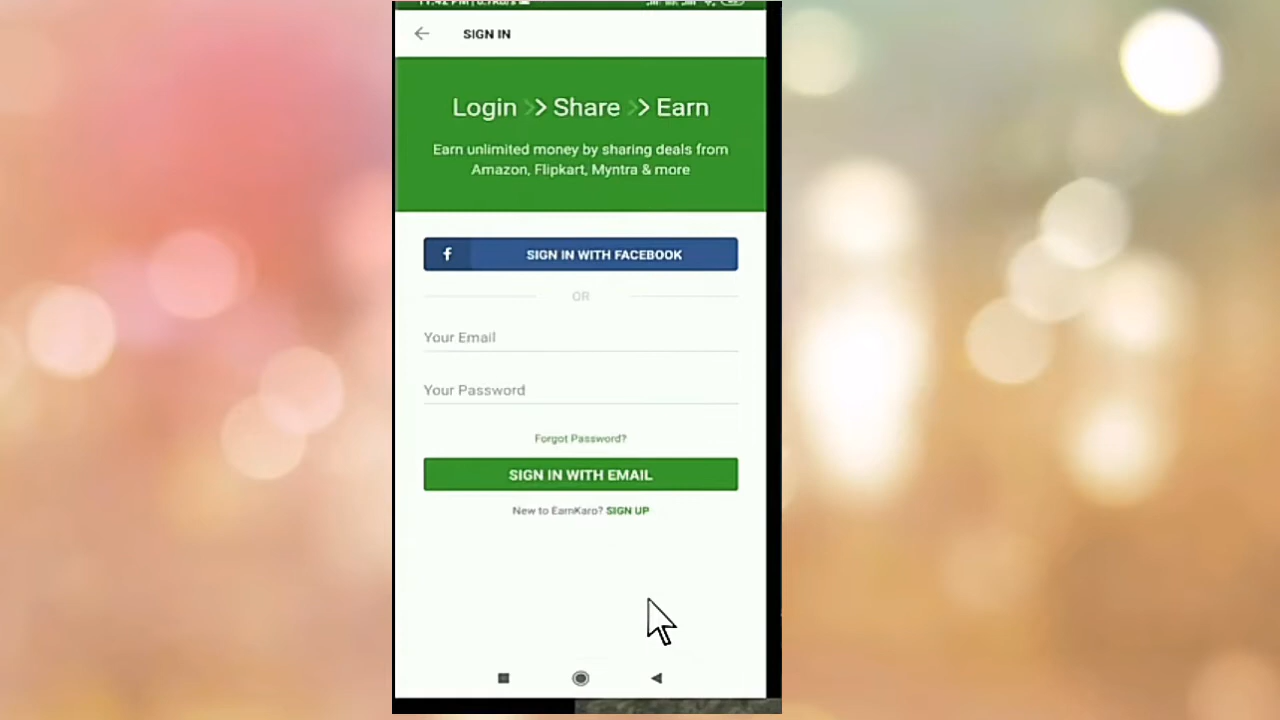 SIGN IN
Login >> Share >> Earn
Earn unlimited money by sharing deals from
Amazon, Flipkart, Myntra & more
f SIGN IN WITH FACEBOOK
OR
Your Email
Your Password
Forgot Password?
SIGN IN WITH EMAIL
New to EarnKaro? SIGN UP